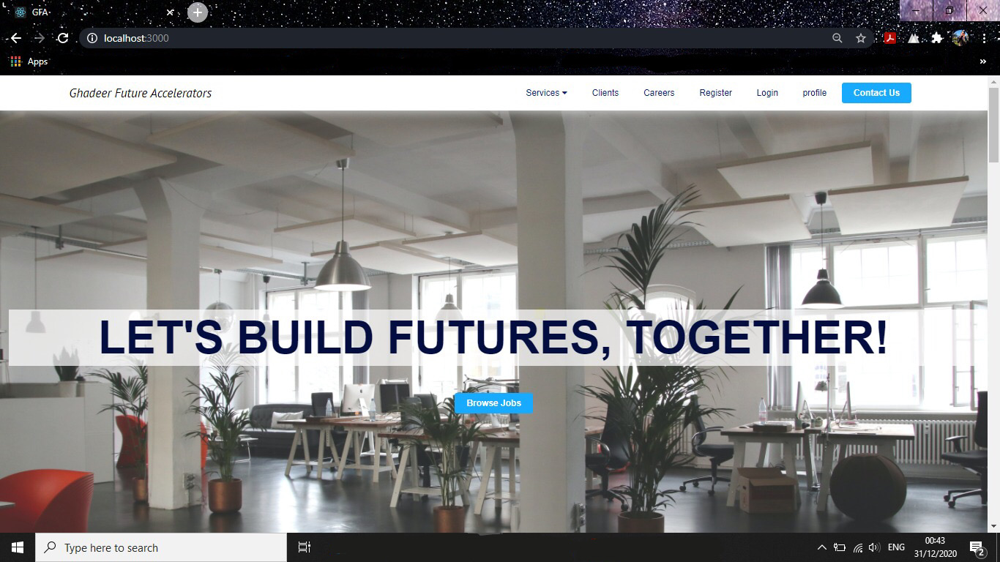 GFA
localhost:3000
Apps
»
Ghadeer Future Accelerators
Services Clients Careers Register Login profile Contact Us
LET'S BUILD FUTURES, TOGETHER!
Browse Jobs
Type here to search
ENG
00:43
31/12/2020
2